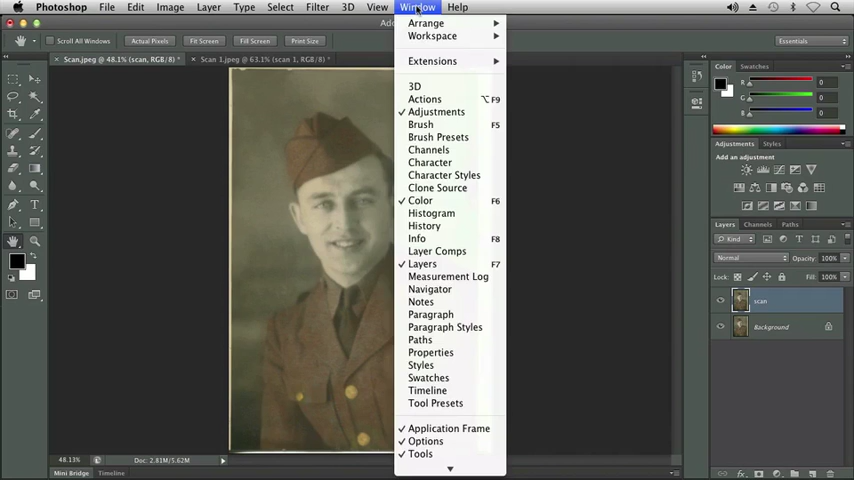 Photoshop File Edit Image Layer Type Select Filter 3D View Window Help
Scroll All Windows Actual Pixels Fit Screen Fill Screen Print Size Essentials
Scan.jpeg @ 48.1% (scan, RGB/8) * Scan 1.jpeg @ 63.1% (scan 1, RGB/8) *
Arrange
Workspace
Extensions
3D
Actions ⌥F9
✓ Adjustments
Brush F5
Brush Presets
Channels
Character
Character Styles
Clone Source
✓ Color F6
Histogram
History
Info F8
Layer Comps
✓ Layers F7
Measurement Log
Navigator
Notes
Paragraph
Paragraph Styles
Paths
Properties
Styles
Swatches
Timeline
Tool Presets
✓ Application Frame
✓ Options
✓ Tools
Color Swatches
R 0
G 0
B 0
Adjustments Styles
Add an adjustment
Layers Channels Paths
Kind
Normal Opacity: 100%
Lock: Fill: 100%
scan
Background
48.13% Doc: 2.81M/5.62M
Mini Bridge Timeline